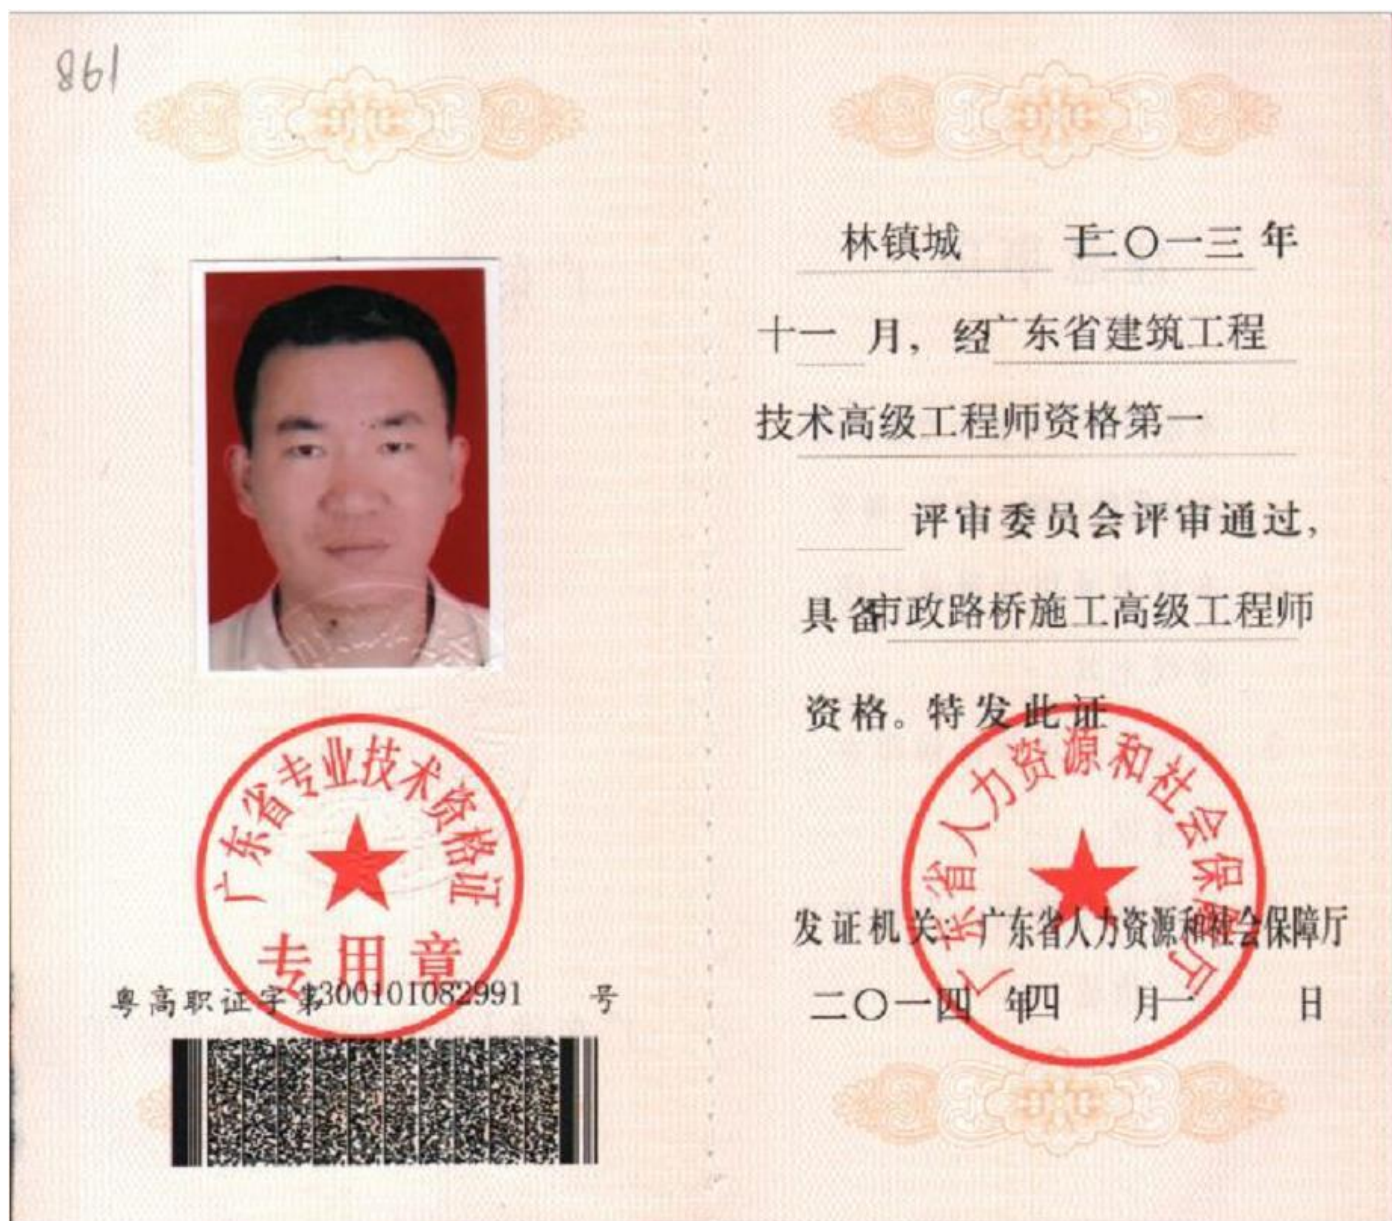 198
广东省专业技术资格证
专用章
粤高职证字第1300101082991 号
林镇城 于二〇一三年
十一月，经广东省建筑工程
技术高级工程师资格第一
评审委员会评审通过，
具备市政路桥施工高级工程师
资格。特发此证
广东省人力资源和社会保障厅
发证机关：广东省人力资源和社会保障厅
二〇一四年四月一日